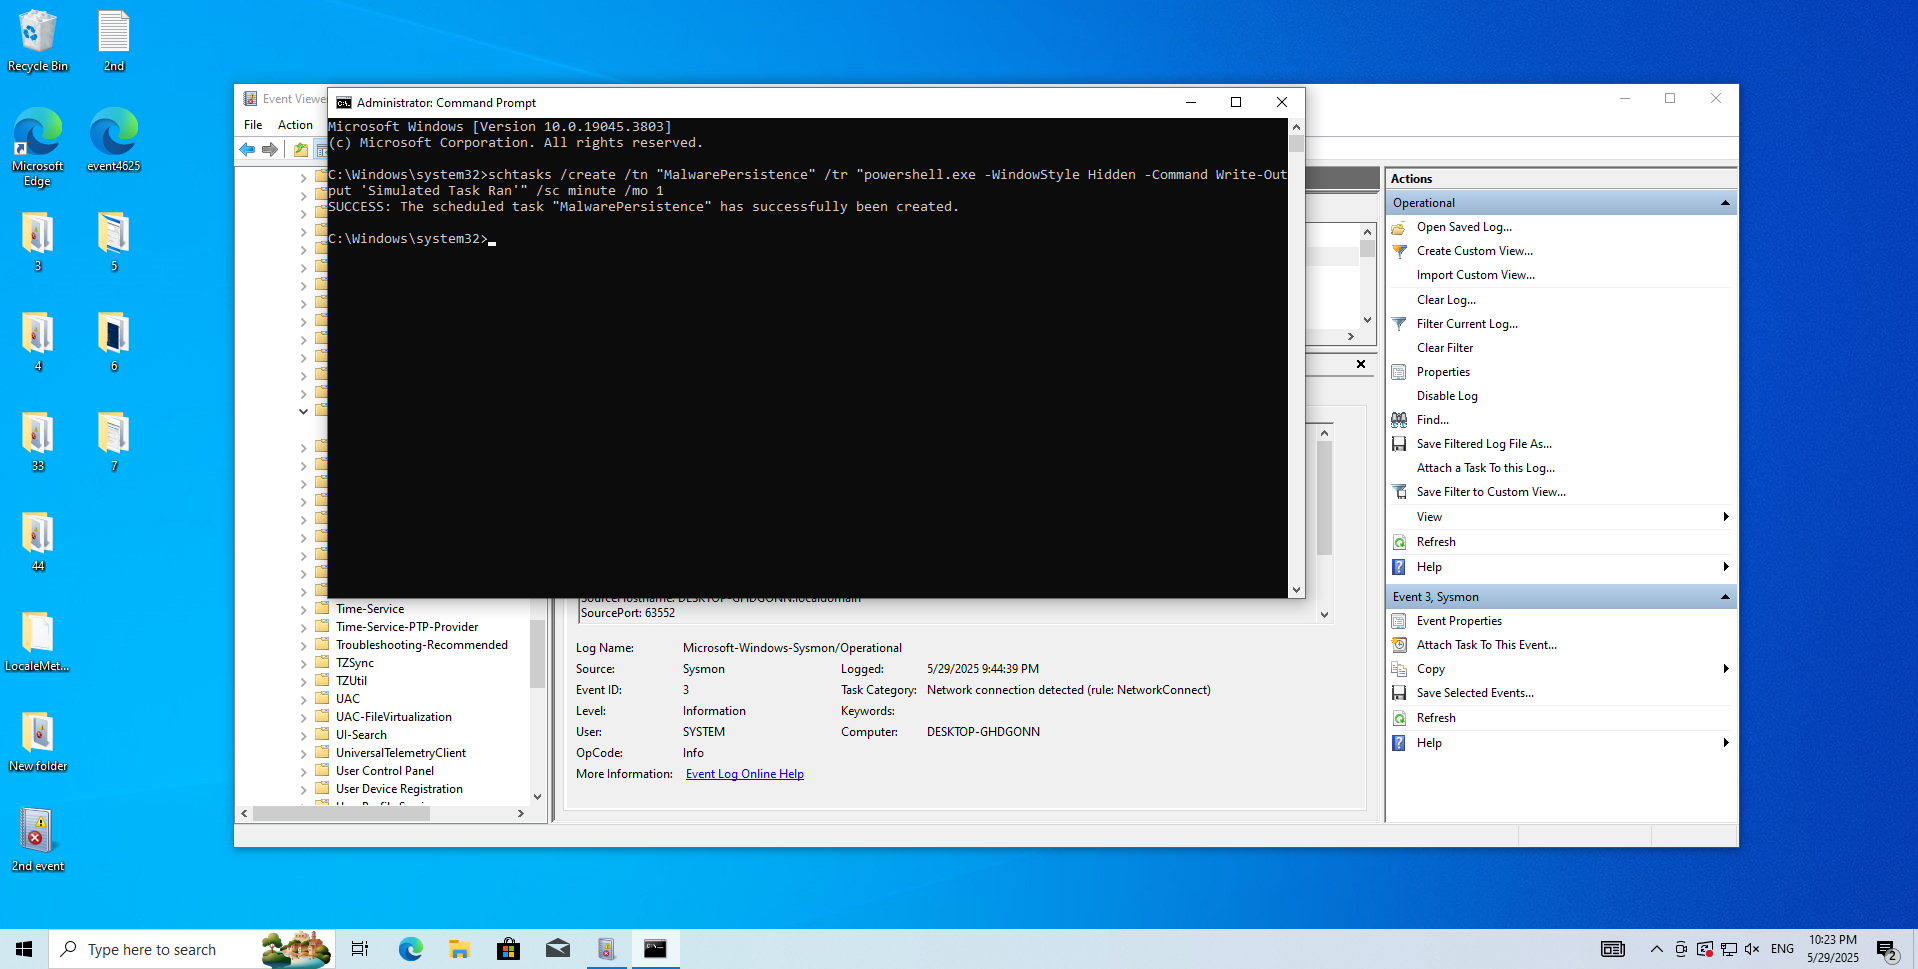 Recycle Bin
2nd
Microsoft Edge
event4625
3
5
4
6
33
7
44
LocaleMet...
New folder
2nd event
Event Viewe
File Action
Administrator: Command Prompt
Microsoft Windows [Version 10.0.19045.3803]
(c) Microsoft Corporation. All rights reserved.
C:\Windows\system32>schtasks /create /tn "MalwarePersistence" /tr "powershell.exe -WindowStyle Hidden -Command Write-Out
put 'Simulated Task Ran'" /sc minute /mo 1
SUCCESS: The scheduled task "MalwarePersistence" has successfully been created.
C:\Windows\system32>
Time-Service
Time-Service-PTP-Provider
Troubleshooting-Recommended
TZSync
TZUtil
UAC
UAC-FileVirtualization
UI-Search
UniversalTelemetryClient
User Control Panel
User Device Registration
SourceHostname: DESKTOP-GHDGONN.localdomain
SourcePort: 63552
Log Name: Microsoft-Windows-Sysmon/Operational
Source: Sysmon Logged: 5/29/2025 9:44:39 PM
Event ID: 3 Task Category: Network connection detected (rule: NetworkConnect)
Level: Information Keywords:
User: SYSTEM Computer: DESKTOP-GHDGONN
OpCode: Info
More Information: Event Log Online Help
Actions
Operational
Open Saved Log...
Create Custom View...
Import Custom View...
Clear Log...
Filter Current Log...
Clear Filter
Properties
Disable Log
Find...
Save Filtered Log File As...
Attach a Task To this Log...
Save Filter to Custom View...
View
Refresh
Help
Event 3, Sysmon
Event Properties
Attach Task To This Event...
Copy
Save Selected Events...
Refresh
Help
Type here to search
ENG
10:23 PM
5/29/2025
2